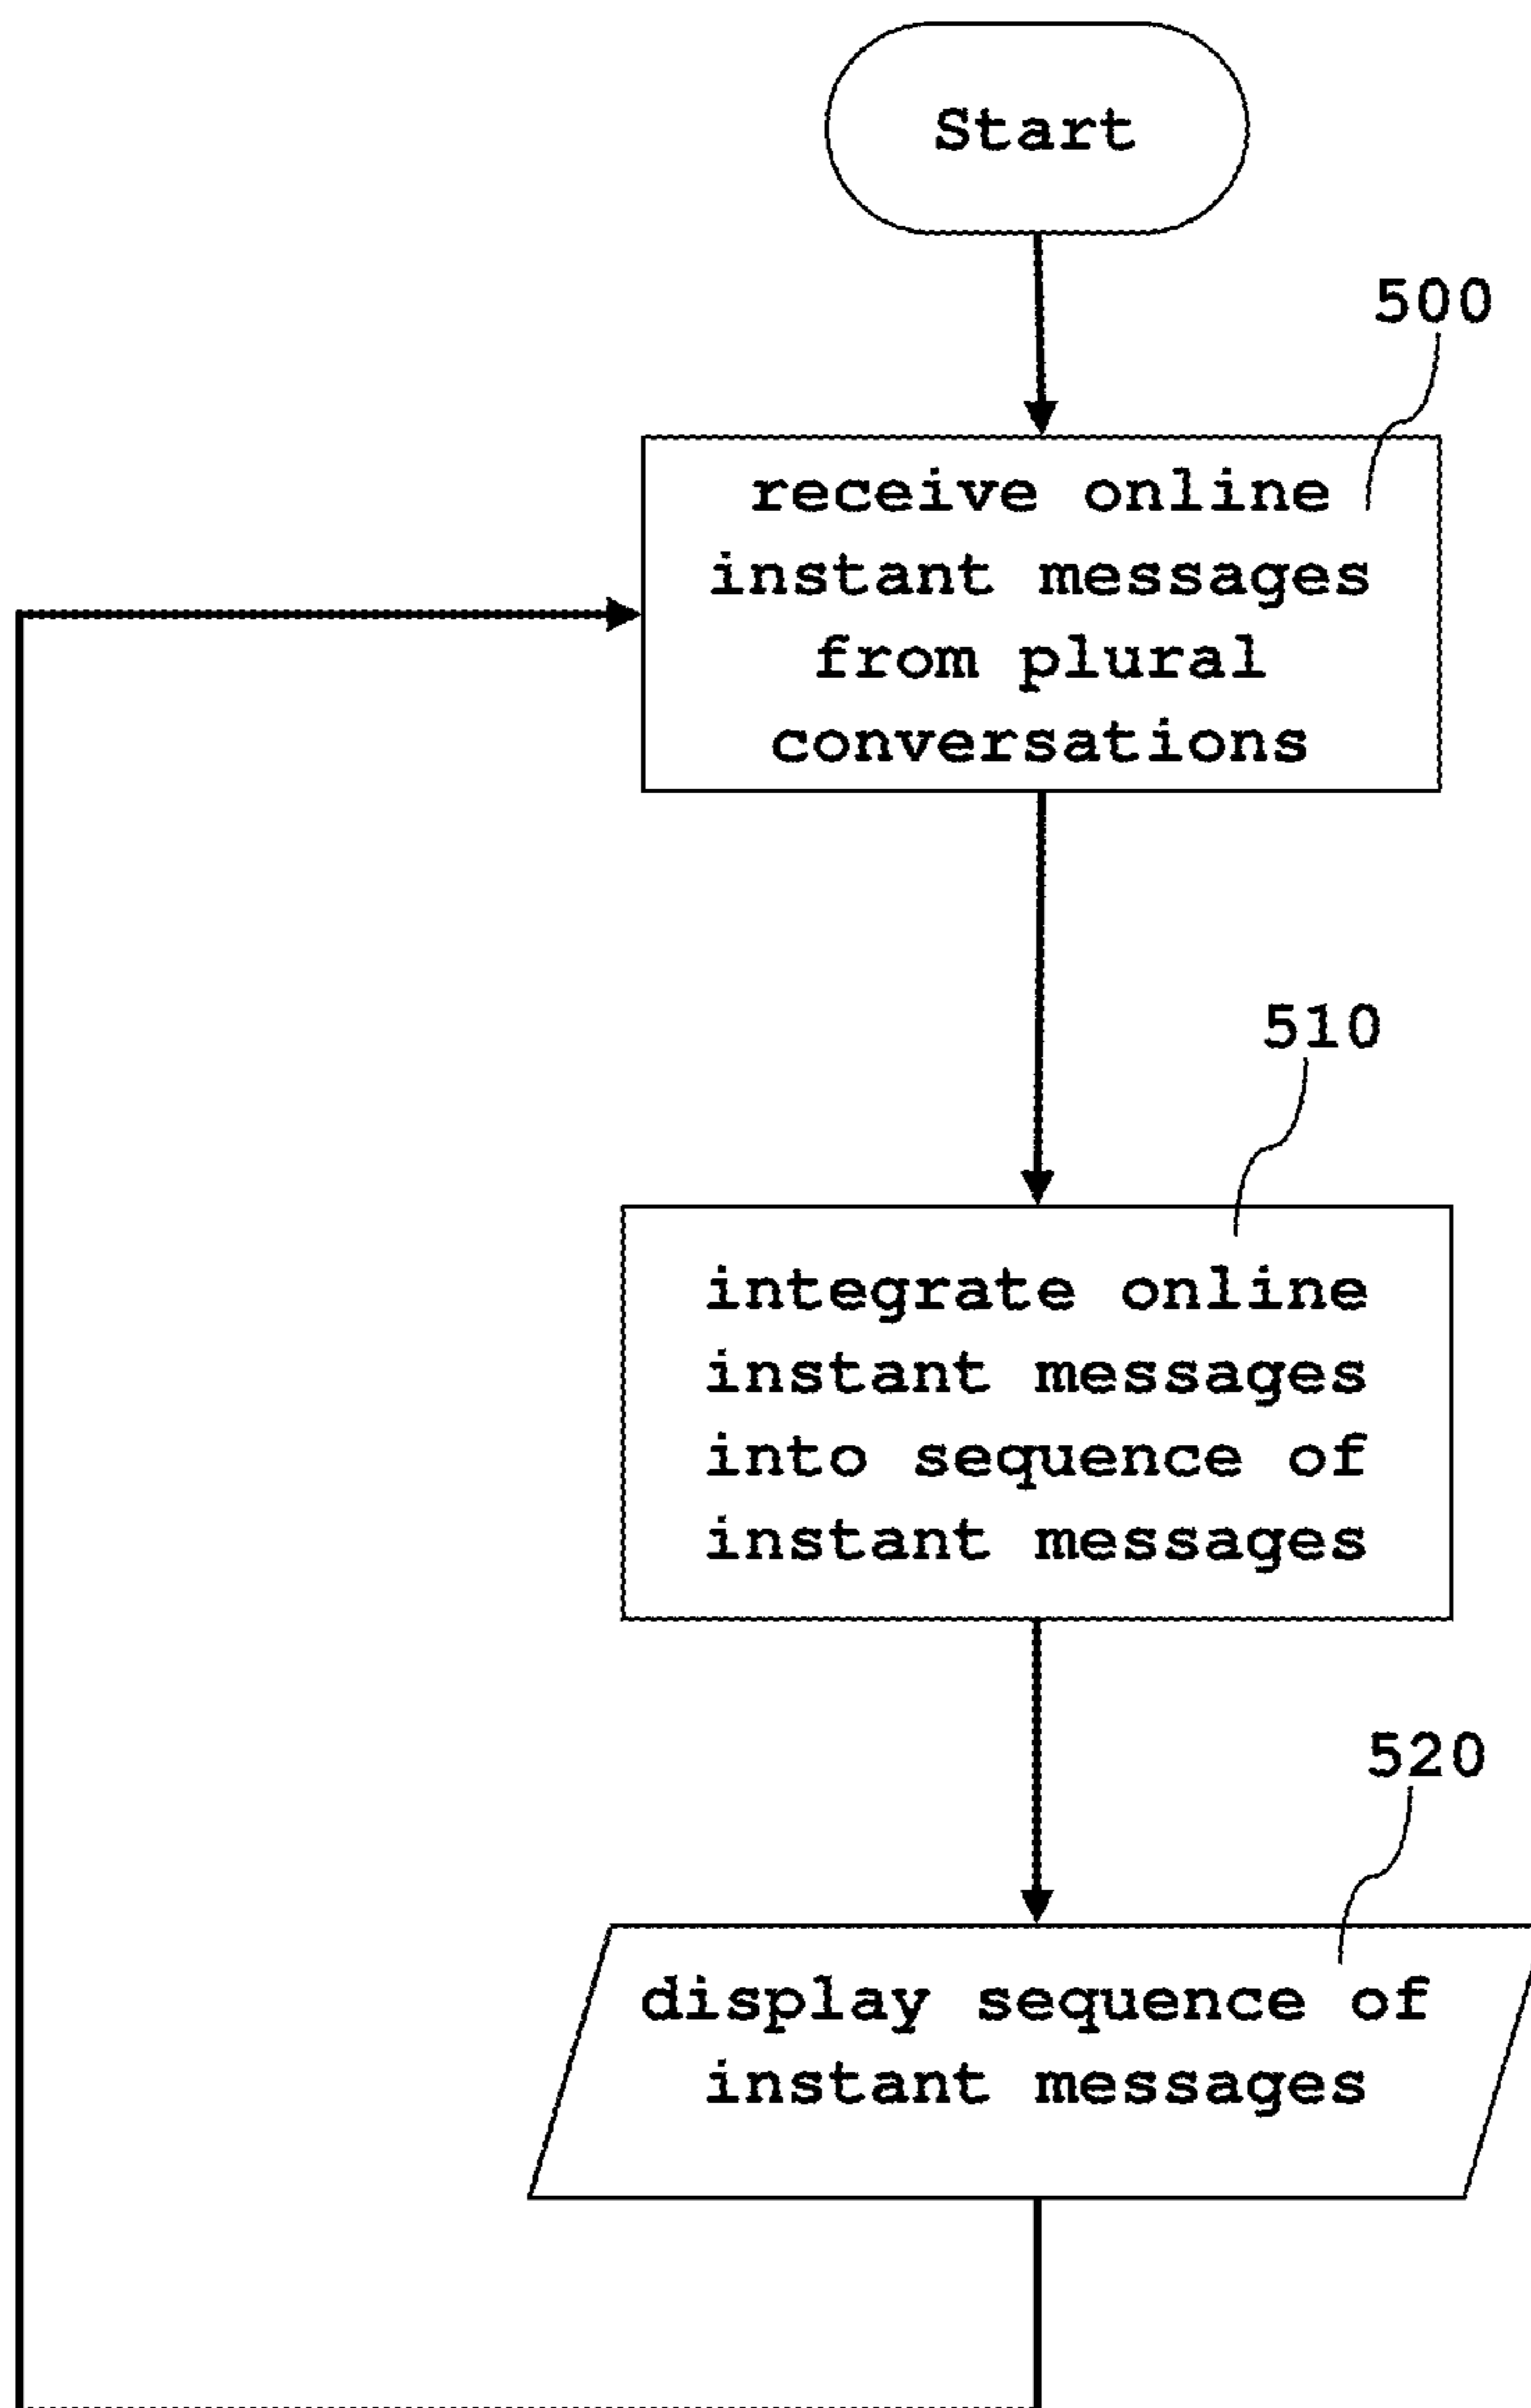 Start
500
receive online
instant messages
from plural
conversations
510
integrate online
instant messages
into sequence of
instant messages
520
display sequence of
instant messages